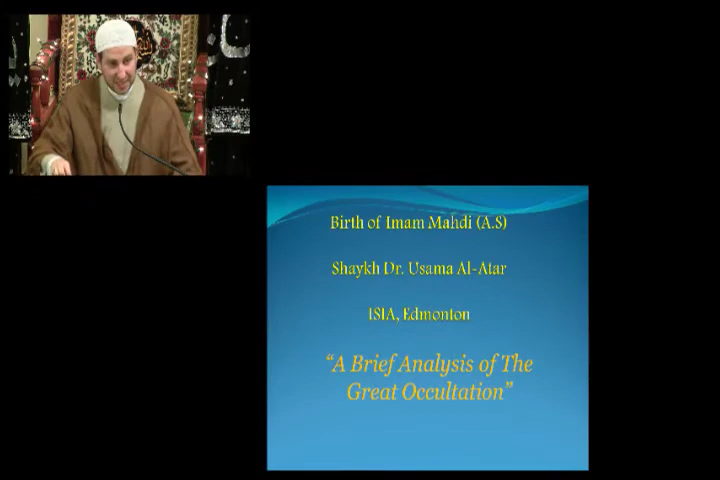 Birth of Imam Mahdi (A.S)
Shaykh Dr. Usama Al-Atar
ISIA, Edmonton
“A Brief Analysis of The
Great Occultation”